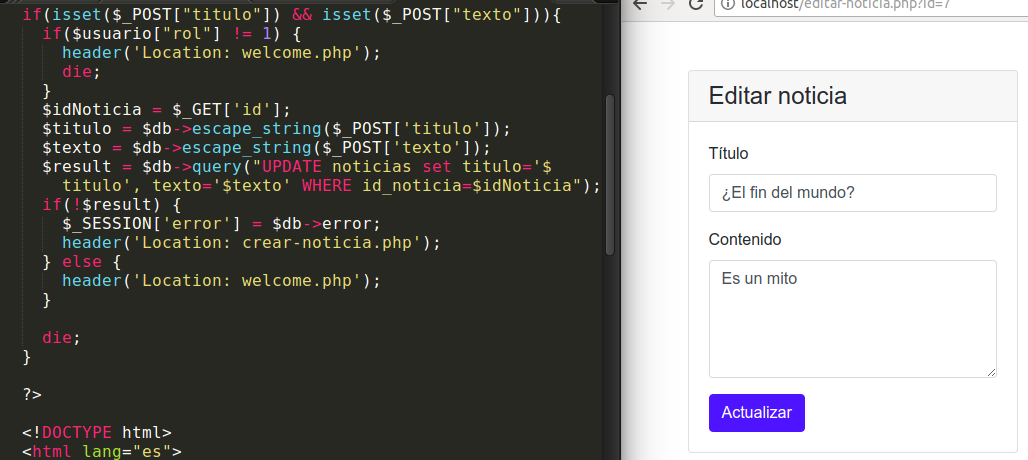 if(isset($_POST["titulo"]) && isset($_POST["texto"])){
if($usuario["rol"] != 1) {
header('Location: welcome.php');
die;
}
$idNoticia = $_GET['id'];
$titulo = $db->escape_string($_POST['titulo']);
$texto = $db->escape_string($_POST['texto']);
$result = $db->query("UPDATE noticias set titulo='$
titulo', texto='$texto' WHERE id_noticia=$idNoticia");
if(!$result) {
$_SESSION['error'] = $db->error;
header('Location: crear-noticia.php');
} else {
header('Location: welcome.php');
}
die;
}
?>
<!DOCTYPE html>
<html lang="es">
localhost/editar-noticia.php?id=7
Editar noticia
Título
¿El fin del mundo?
Contenido
Es un mito
Actualizar